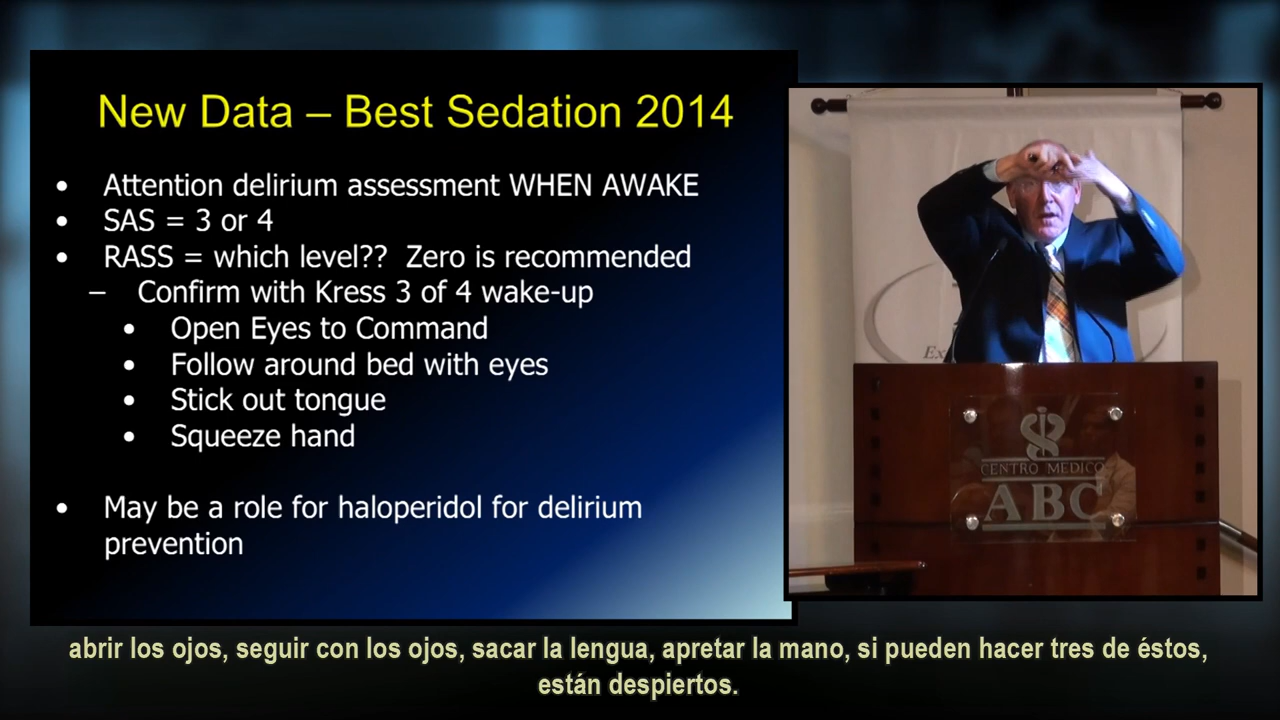 New Data – Best Sedation 2014
• Attention delirium assessment WHEN AWAKE
• SAS = 3 or 4
• RASS = which level??  Zero is recommended
– Confirm with Kress 3 of 4 wake-up
• Open Eyes to Command
• Follow around bed with eyes
• Stick out tongue
• Squeeze hand
• May be a role for haloperidol for delirium
prevention
Ex
CENTRO MEDICO
ABC
abrir los ojos, seguir con los ojos, sacar la lengua, apretar la mano, si pueden hacer tres de éstos,
están despiertos.